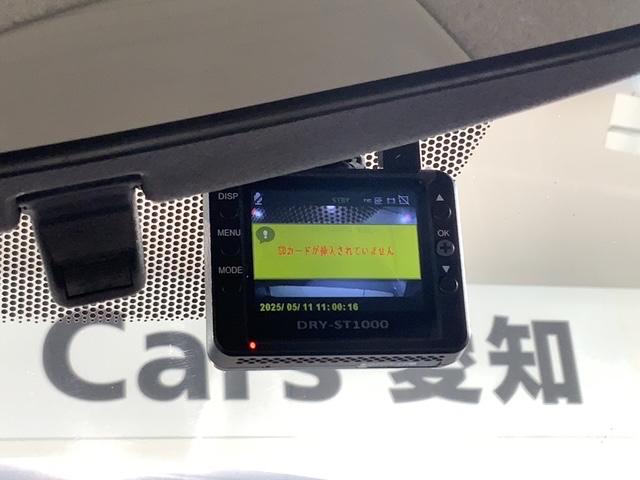 DISP
MENU
MODE
OK
STBY
SDカードが挿入されていません
2025/05/11 11:00:16
DRY-ST1000
Cars 愛知